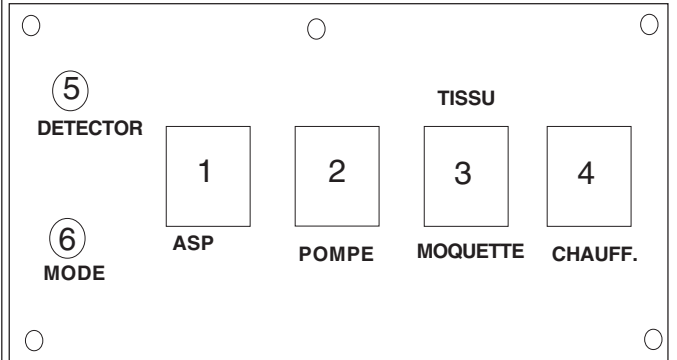 5
DETECTOR
TISSU
1
2
3
4
6
MODE
ASP
POMPE
MOQUETTE
CHAUFF.